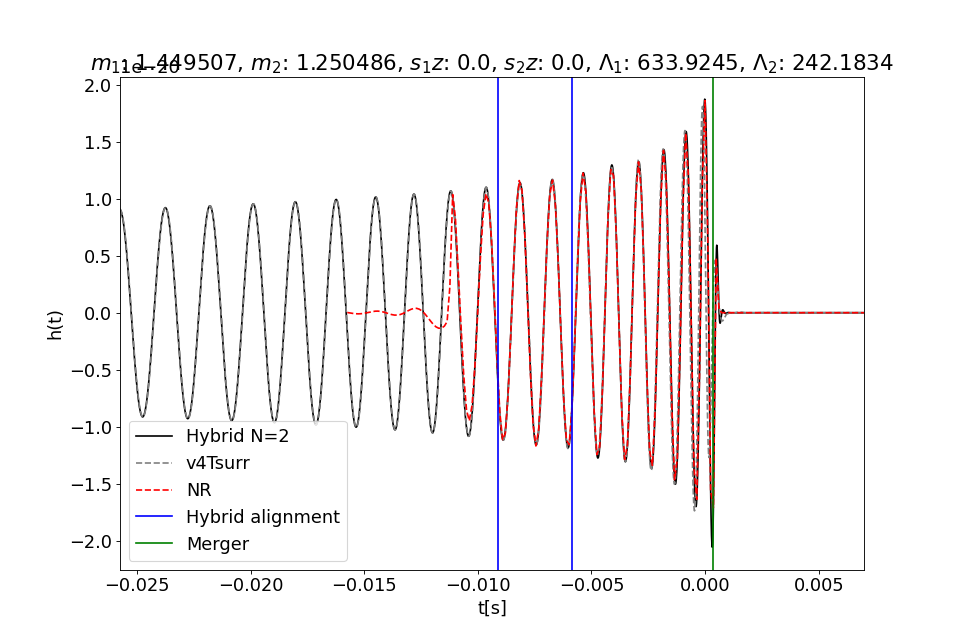 m₁: 1.449507, m₂: 1.250486, s₁z: 0.0, s₂z: 0.0, Λ₁: 633.9245, Λ₂: 242.1834
1e−20
2.0
1.5
1.0
0.5
0.0
−0.5
−1.0
−1.5
−2.0
h(t)
Hybrid N=2
v4Tsurr
NR
Hybrid alignment
Merger
−0.025
−0.020
−0.015
−0.010
−0.005
0.000
0.005
t[s]